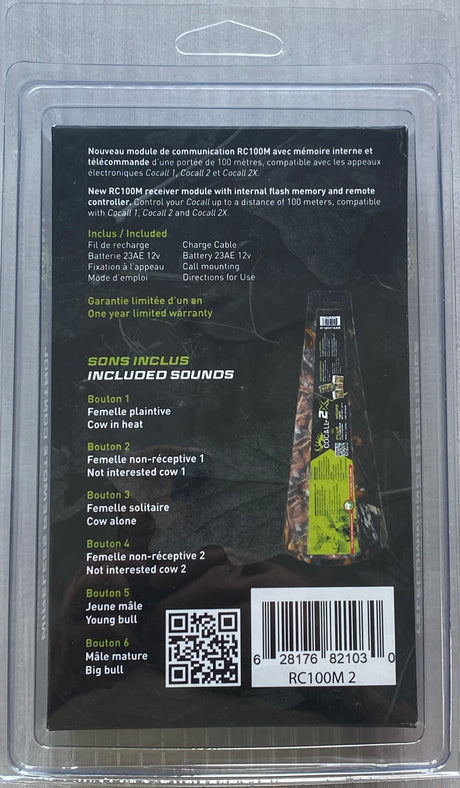 Nouveau module de communication RC100M avec mémoire interne et
télécommande d'une portée de 100 mètres, compatible avec les appeaux
électroniques Cocall 1, Cocall 2 et Cocall 2X.
New RC100M receiver module with internal flash memory and remote
controller. Control your Cocall up to a distance of 100 meters, compatible
with Cocall 1, Cocall 2 and Cocall 2X.
Inclus / Included
Fil de recharge Charge Cable
Batterie 23AE 12v Battery 23AE 12v
Fixation à l'appeau Call mounting
Mode d'emploi Directions for Use
Garantie limitée d'un an
One year limited warranty
SONS INCLUS
INCLUDED SOUNDS
Bouton 1
Femelle plaintive
Cow in heat
Bouton 2
Femelle non-réceptive 1
Not interested cow 1
Bouton 3
Femelle solitaire
Cow alone
Bouton 4
Femelle non-réceptive 2
Not interested cow 2
Bouton 5
Jeune mâle
Young bull
Bouton 6
Mâle mature
Big bull
COCALL 2X
6 28176 82103 0
RC100M 2